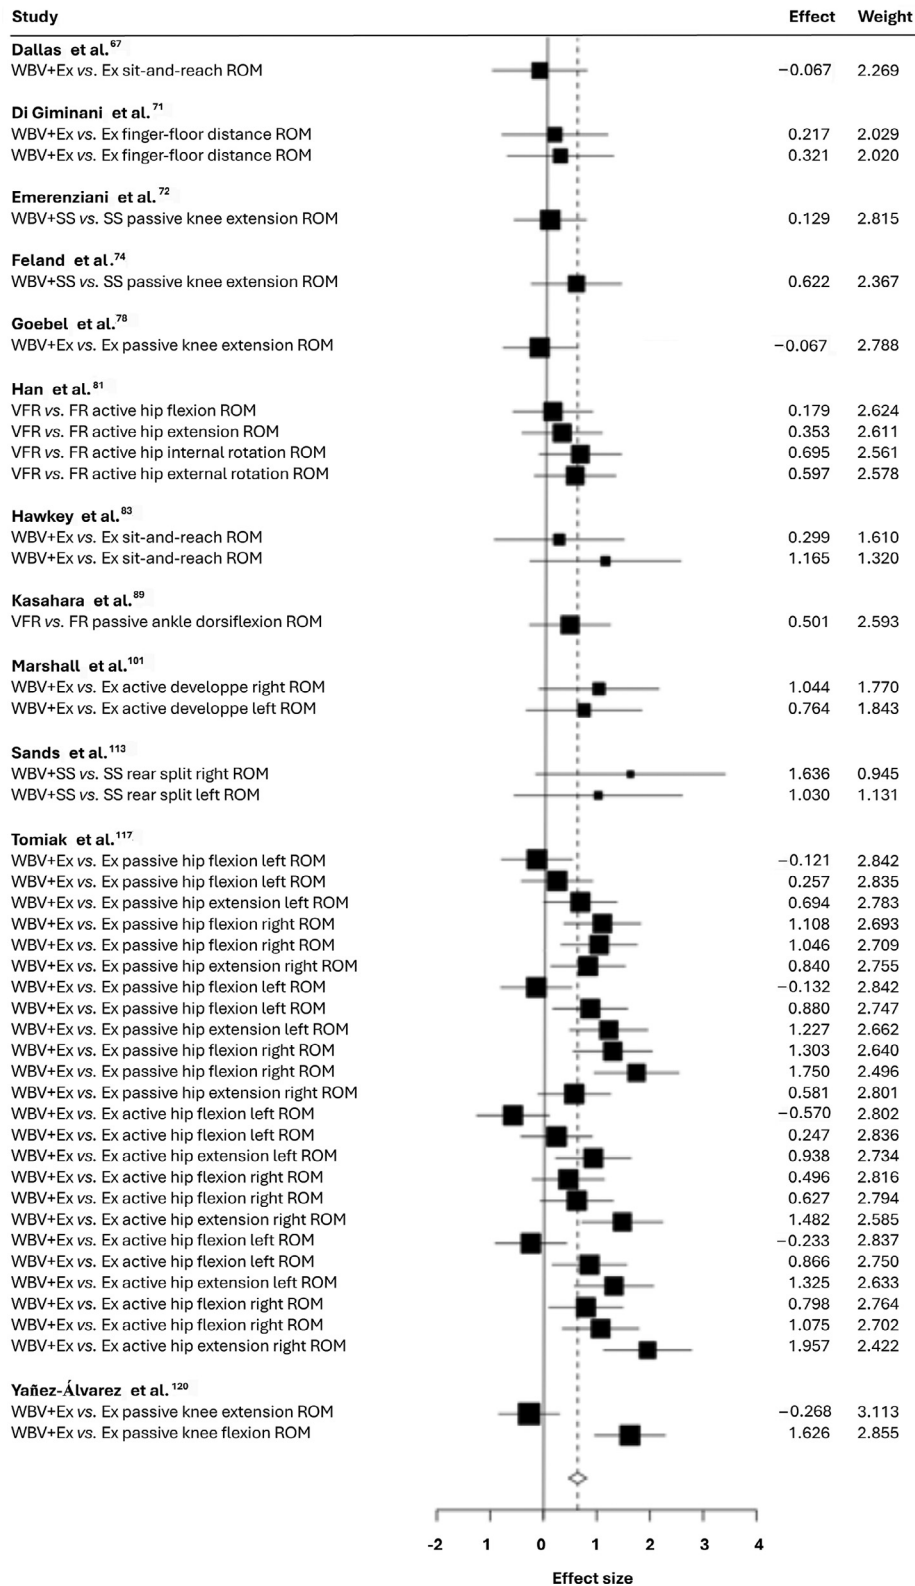 Study Effect Weight
Dallas et al.67
WBV+Ex vs. Ex sit-and-reach ROM −0.067 2.269
Di Giminani et al.71
WBV+Ex vs. Ex finger-floor distance ROM 0.217 2.029
WBV+Ex vs. Ex finger-floor distance ROM 0.321 2.020
Emerenziani et al.72
WBV+SS vs. SS passive knee extension ROM 0.129 2.815
Feland et al.74
WBV+SS vs. SS passive knee extension ROM 0.622 2.367
Goebel et al.78
WBV+Ex vs. Ex passive knee extension ROM −0.067 2.788
Han et al.81
VFR vs. FR active hip flexion ROM 0.179 2.624
VFR vs. FR active hip extension ROM 0.353 2.611
VFR vs. FR active hip internal rotation ROM 0.695 2.561
VFR vs. FR active hip external rotation ROM 0.597 2.578
Hawkey et al.83
WBV+Ex vs. Ex sit-and-reach ROM 0.299 1.610
WBV+Ex vs. Ex sit-and-reach ROM 1.165 1.320
Kasahara et al.89
VFR vs. FR passive ankle dorsiflexion ROM 0.501 2.593
Marshall et al.101
WBV+Ex vs. Ex active developpe right ROM 1.044 1.770
WBV+Ex vs. Ex active developpe left ROM 0.764 1.843
Sands et al.113
WBV+SS vs. SS rear split right ROM 1.636 0.945
WBV+SS vs. SS rear split left ROM 1.030 1.131
Tomiak et al.117
WBV+Ex vs. Ex passive hip flexion left ROM −0.121 2.842
WBV+Ex vs. Ex passive hip flexion left ROM 0.257 2.835
WBV+Ex vs. Ex passive hip extension left ROM 0.694 2.783
WBV+Ex vs. Ex passive hip flexion right ROM 1.108 2.693
WBV+Ex vs. Ex passive hip flexion right ROM 1.046 2.709
WBV+Ex vs. Ex passive hip extension right ROM 0.840 2.755
WBV+Ex vs. Ex passive hip flexion left ROM −0.132 2.842
WBV+Ex vs. Ex passive hip flexion left ROM 0.880 2.747
WBV+Ex vs. Ex passive hip extension left ROM 1.227 2.662
WBV+Ex vs. Ex passive hip flexion right ROM 1.303 2.640
WBV+Ex vs. Ex passive hip flexion right ROM 1.750 2.496
WBV+Ex vs. Ex passive hip extension right ROM 0.581 2.801
WBV+Ex vs. Ex active hip flexion left ROM −0.570 2.802
WBV+Ex vs. Ex active hip flexion left ROM 0.247 2.836
WBV+Ex vs. Ex active hip extension left ROM 0.938 2.734
WBV+Ex vs. Ex active hip flexion right ROM 0.496 2.816
WBV+Ex vs. Ex active hip flexion right ROM 0.627 2.794
WBV+Ex vs. Ex active hip extension right ROM 1.482 2.585
WBV+Ex vs. Ex active hip flexion left ROM −0.233 2.837
WBV+Ex vs. Ex active hip flexion left ROM 0.866 2.750
WBV+Ex vs. Ex active hip extension left ROM 1.325 2.633
WBV+Ex vs. Ex active hip flexion right ROM 0.798 2.764
WBV+Ex vs. Ex active hip flexion right ROM 1.075 2.702
WBV+Ex vs. Ex active hip extension right ROM 1.957 2.422
Yañez-Álvarez et al.120
WBV+Ex vs. Ex passive knee extension ROM −0.268 3.113
WBV+Ex vs. Ex passive knee flexion ROM 1.626 2.855
-2 1 0 1 2 3 4
Effect size